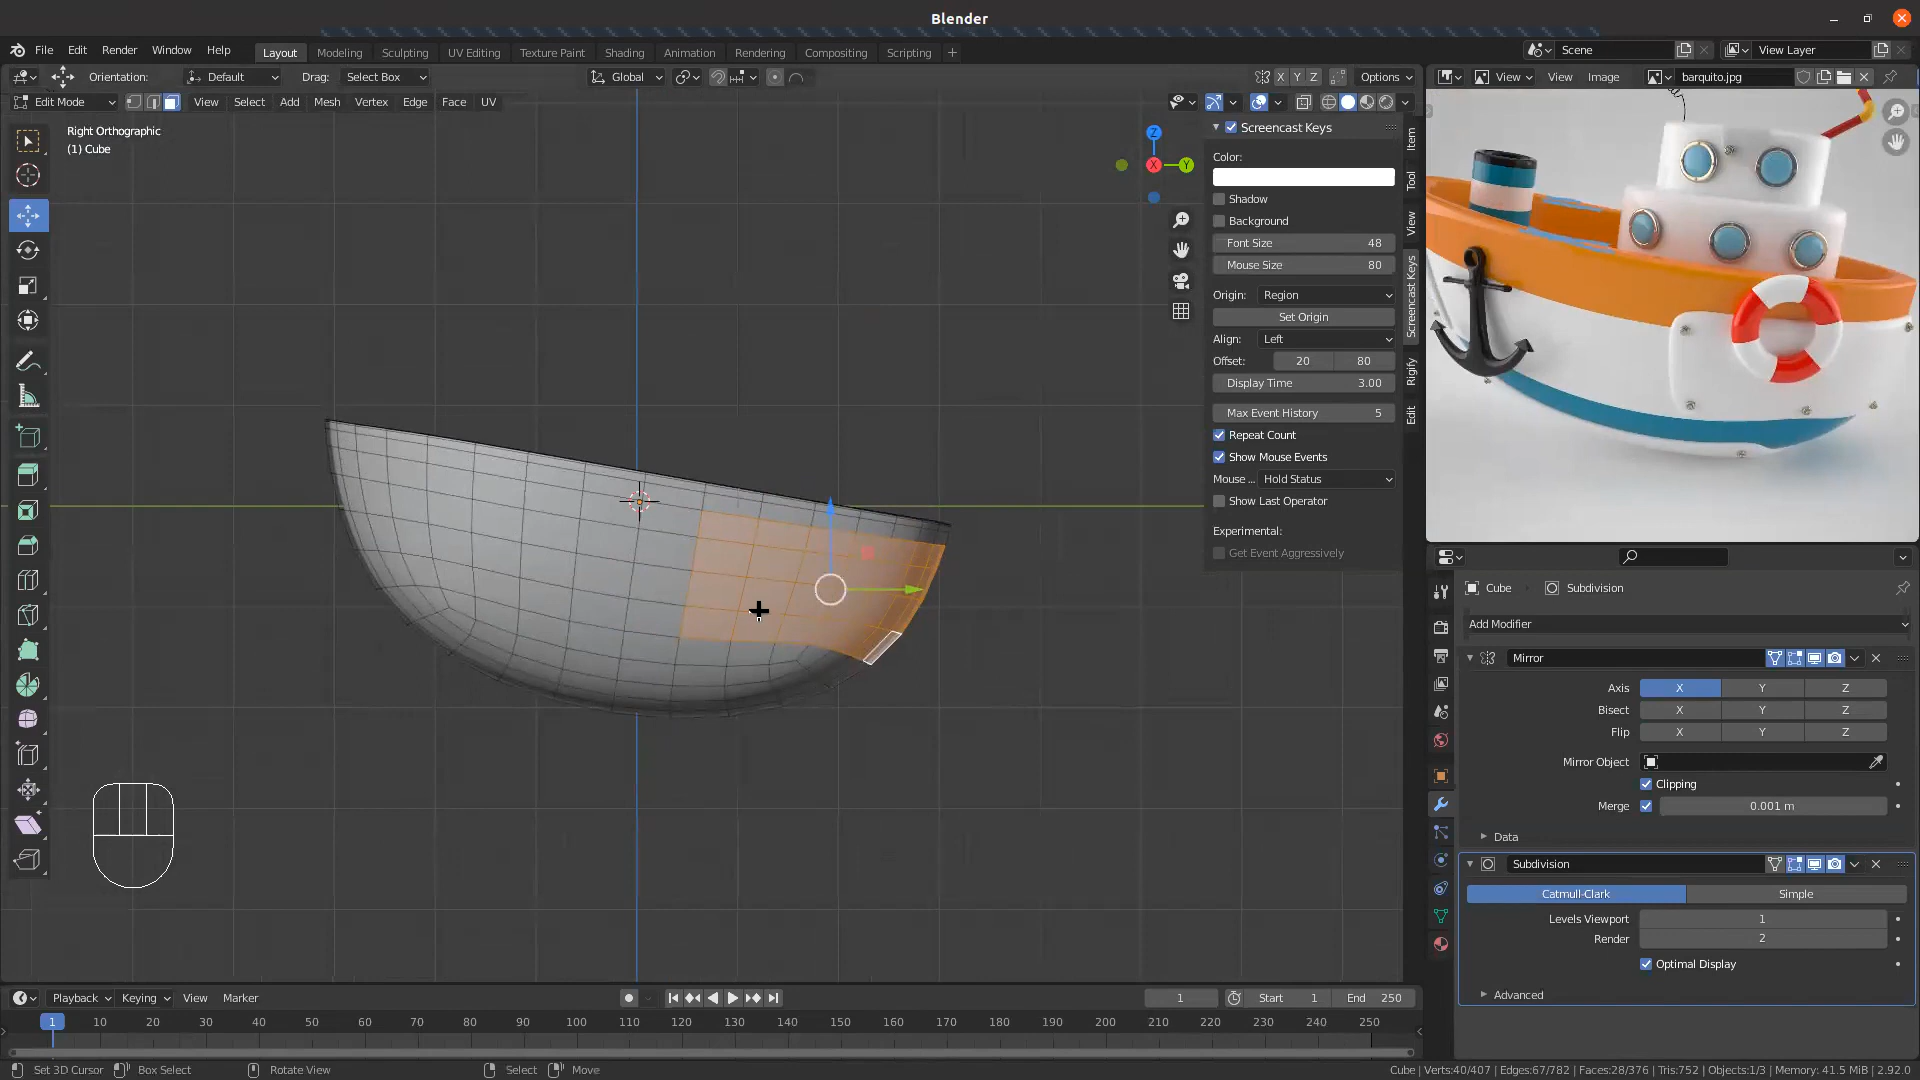 Blender
File Edit Render Window Help
Layout Modeling Sculpting UV Editing Texture Paint Shading Animation Rendering Compositing Scripting +
Scene
View Layer
Orientation: Default Drag: Select Box
Global
X Y Z
Options
View View Image
barquito.jpg
Edit Mode View Select Add Mesh Vertex Edge Face UV
Right Orthographic
(1) Cube
Z
X
Y
Screencast Keys
Color:
Shadow
Background
Font Size 48
Mouse Size 80
Origin: Region
Set Origin
Align: Left
Offset: 20 80
Display Time 3.00
Max Event History 5
Repeat Count
Show Mouse Events
Mouse ... Hold Status
Show Last Operator
Experimental:
Get Event Aggressively
Item
Tool
View
Screencast Keys
Rigify
Edit
Cube Subdivision
Add Modifier
Mirror
Axis X Y Z
Bisect X Y Z
Flip X Y Z
Mirror Object
Clipping
Merge 0.001 m
Data
Subdivision
Catmull-Clark Simple
Levels Viewport 1
Render 2
Optimal Display
Advanced
Playback Keying View Marker
1 Start 1 End 250
1 10 20 30 40 50 60 70 80 90 100 110 120 130 140 150 160 170 180 190 200 210 220 230 240 250
Set 3D Cursor Box Select Rotate View Select Move
Cube | Verts:40/407 | Edges:67/782 | Faces:28/376 | Tris:752 | Objects:1/3 | Memory: 41.5 MiB | 2.92.0